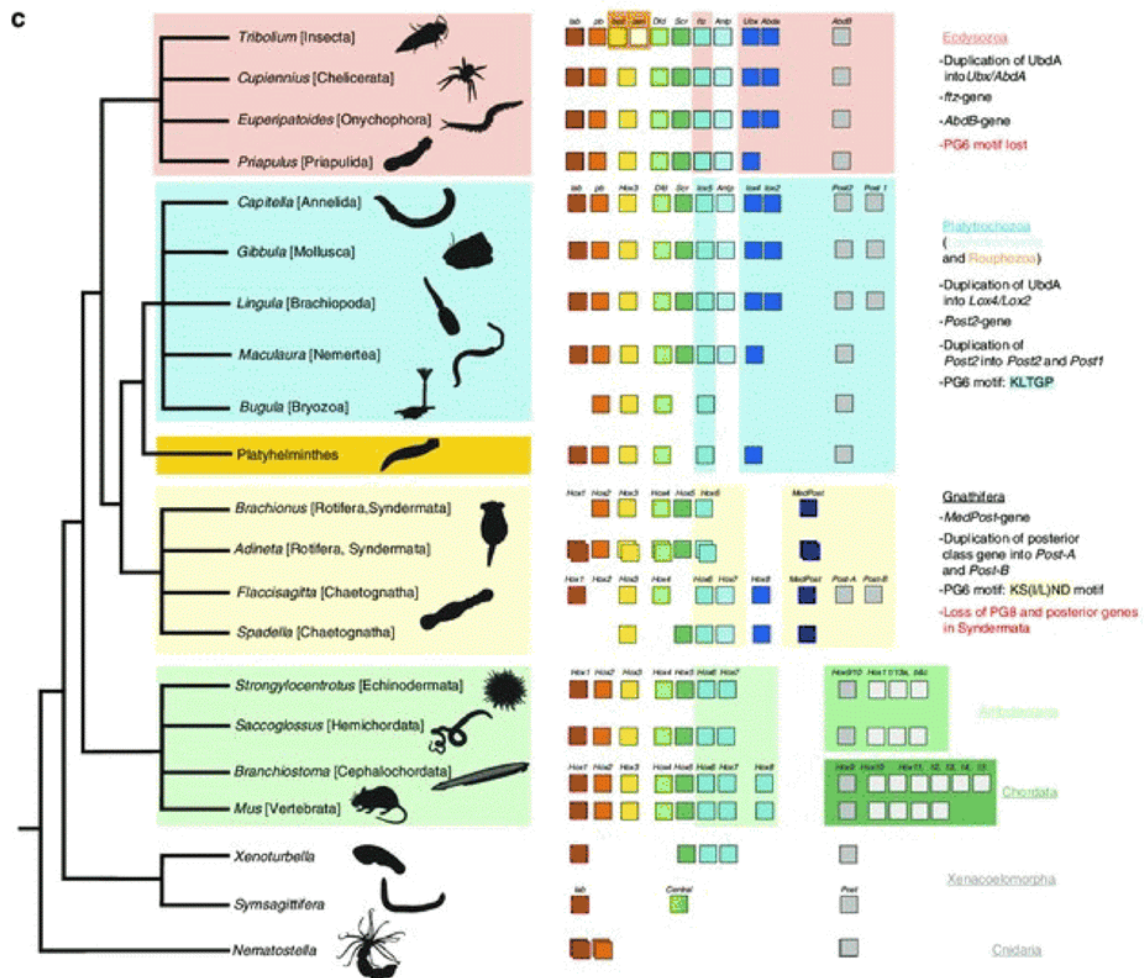 c
lab pb Dfd Scr ftz Antp Ubx Abda AbdB
Tribolium [Insecta]
Cupiennius [Chelicerata]
Euperipatoides [Onychophora]
Priapulus [Priapulida]
Ecdysozoa
-Duplication of UbdA
into Ubx/AbdA
-ftz-gene
-AbdB-gene
-PG6 motif lost
lab pb Hox3 Dfd Scr lox5 Antp lox4 lox2 Post2 Post 1
Capitella [Annelida]
Gibbula [Mollusca]
Lingula [Brachiopoda]
Maculaura [Nemertea]
Bugula [Bryozoa]
Platyhelminthes
Platytrochozoa
(
and Rouphozoa)
-Duplication of UbdA
into Lox4/Lox2
-Post2-gene
-Duplication of
Post2 into Post2 and Post1
-PG6 motif: KLTGP
Hox1 Hox2 Hox3 Hox4 Hox5 Hox6 MedPost
Brachionus [Rotifera,Syndermata]
Adineta [Rotifera, Syndermata]
Hox1 Hox2 Hox3 Hox4 Hox6 Hox7 Hox8 MedPost Post-A Post-B
Flaccisagitta [Chaetognatha]
Spadella [Chaetognatha]
Gnathifera
-MedPost-gene
-Duplication of posterior
class gene into Post-A
and Post-B
-PG6 motif: KS(I/L)ND motif
-Loss of PG8 and posterior genes
in Syndermata
Hox1 Hox2 Hox3 Hox4 Hox5 Hox6 Hox7 Hox9/10 Hox11/13a, b&c
Strongylocentrotus [Echinodermata]
Saccoglossus [Hemichordata]
Ambulacraria
Hox1 Hox2 Hox3 Hox4 Hox5 Hox6 Hox7 Hox8 Hox9 Hox10 Hox11, 12, 13, 14, 15
Branchiostoma [Cephalochordata]
Mus [Vertebrata]
Chordata
Xenoturbella
lab Central Post
Symsagittifera
Xenacoelomorpha
Nematostella
Cnidaria